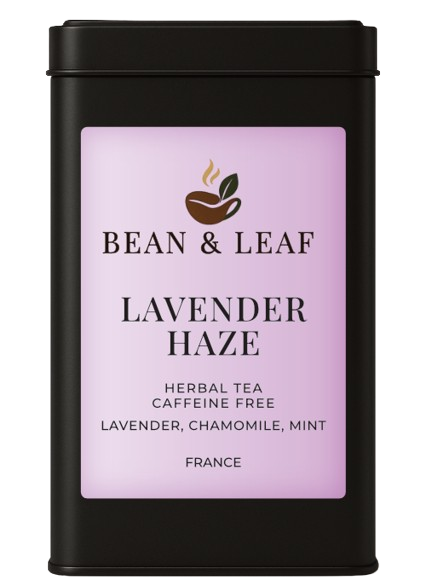 BEAN & LEAF
LAVENDER
HAZE
HERBAL TEA
CAFFEINE FREE
LAVENDER, CHAMOMILE, MINT
FRANCE